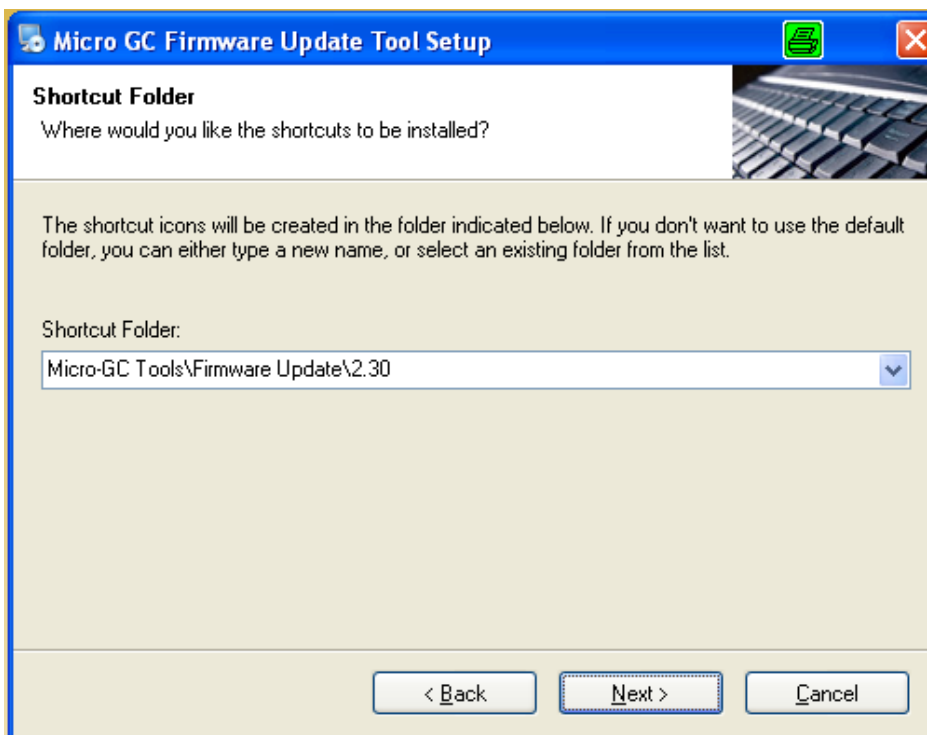 Micro GC Firmware Update Tool Setup
Shortcut Folder
Where would you like the shortcuts to be installed?
The shortcut icons will be created in the folder indicated below. If you don't want to use the default
folder, you can either type a new name, or select an existing folder from the list.
Shortcut Folder:
Micro-GC Tools\Firmware Update\2.30
< Back
Next >
Cancel